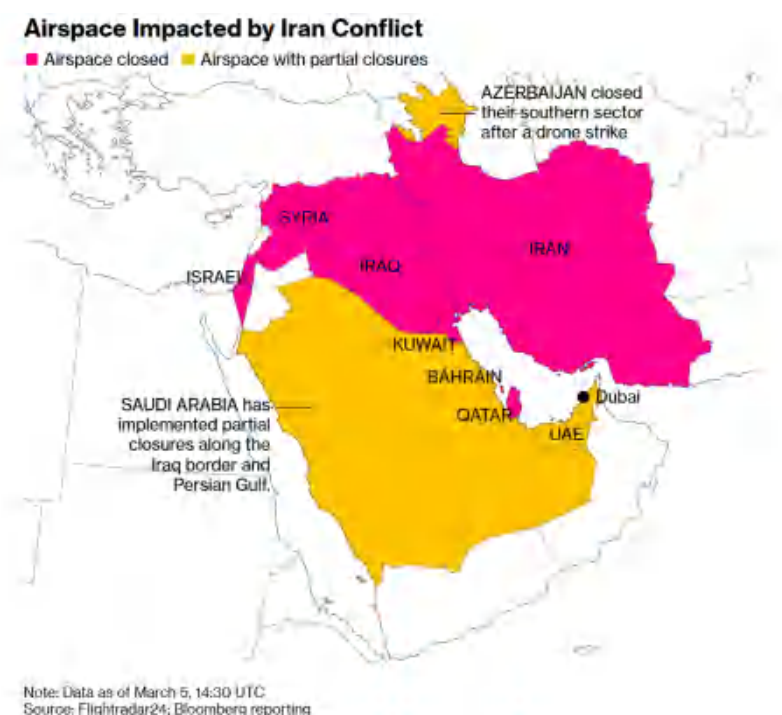 Airspace Impacted by Iran Conflict
Airspace closed Airspace with partial closures
AZERBAIJAN closed
their southern sector
after a drone strike
SYRIA
IRAQ
IRAN
ISRAEL
KUWAIT
BAHRAIN
QATAR
Dubai
UAE
SAUDI ARABIA has
implemented partial
closures along the
Iraq border and
Persian Gulf.
Note: Data as of March 5, 14:30 UTC
Source: Flightradar24; Bloomberg reporting